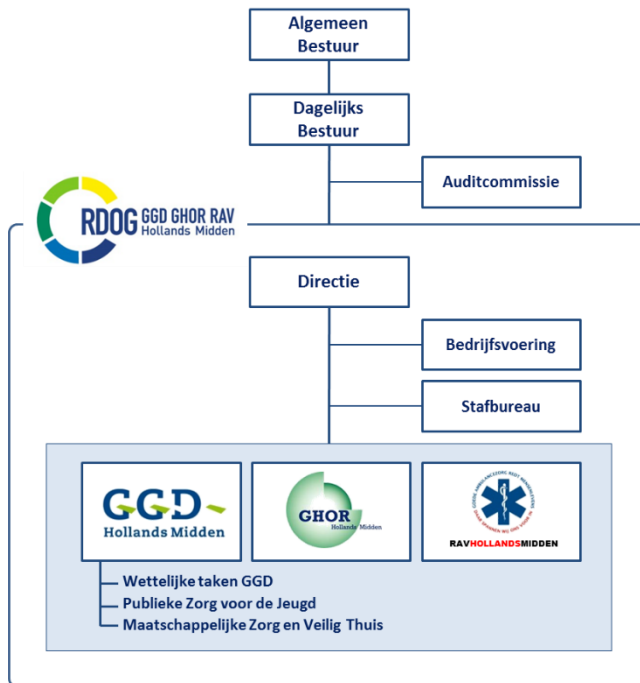 Algemeen
Bestuur
Dagelijks
Bestuur
Auditcommissie
RDOG GGD GHOR RAV
Hollands Midden
Directie
Bedrijfsvoering
Stafbureau
GGD
Hollands Midden
GHOR
Hollands Midden
RAVHOLLANDSMIDDEN
Wettelijke taken GGD
Publieke Zorg voor de Jeugd
Maatschappelijke Zorg en Veilig Thuis